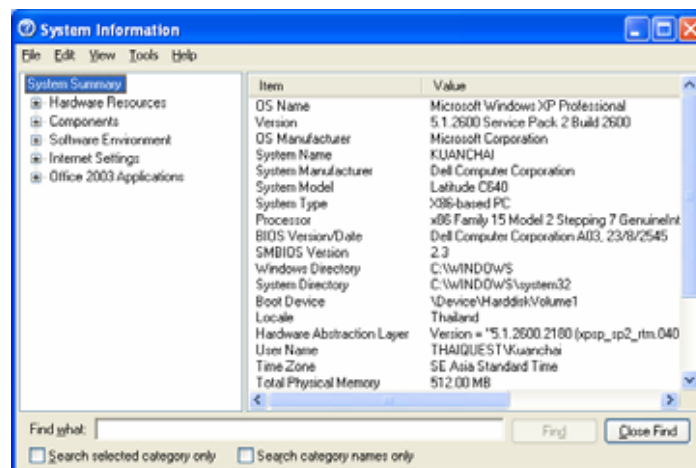 System Information
File Edit View Tools Help
System Summary
Hardware Resources
Components
Software Environment
Internet Settings
Office 2003 Applications
Item Value
OS Name Microsoft Windows XP Professional
Version 5.1.2600 Service Pack 2 Build 2600
OS Manufacturer Microsoft Corporation
System Name KUANCHAI
System Manufacturer Dell Computer Corporation
System Model Latitude C640
System Type X86-based PC
Processor x86 Family 15 Model 2 Stepping 7 GenuineInt
BIOS Version/Date Dell Computer Corporation A03, 23/8/2545
SMBIOS Version 2.3
Windows Directory C:\WINDOWS
System Directory C:\WINDOWS\system32
Boot Device \Device\HarddiskVolume1
Locale Thailand
Hardware Abstraction Layer Version = "5.1.2600.2180 (xpsp_sp2_rtm.040
User Name THAIQUEST\Kuanchai
Time Zone SE Asia Standard Time
Total Physical Memory 512.00 MB
Find what: Find Close Find
Search selected category only Search category names only